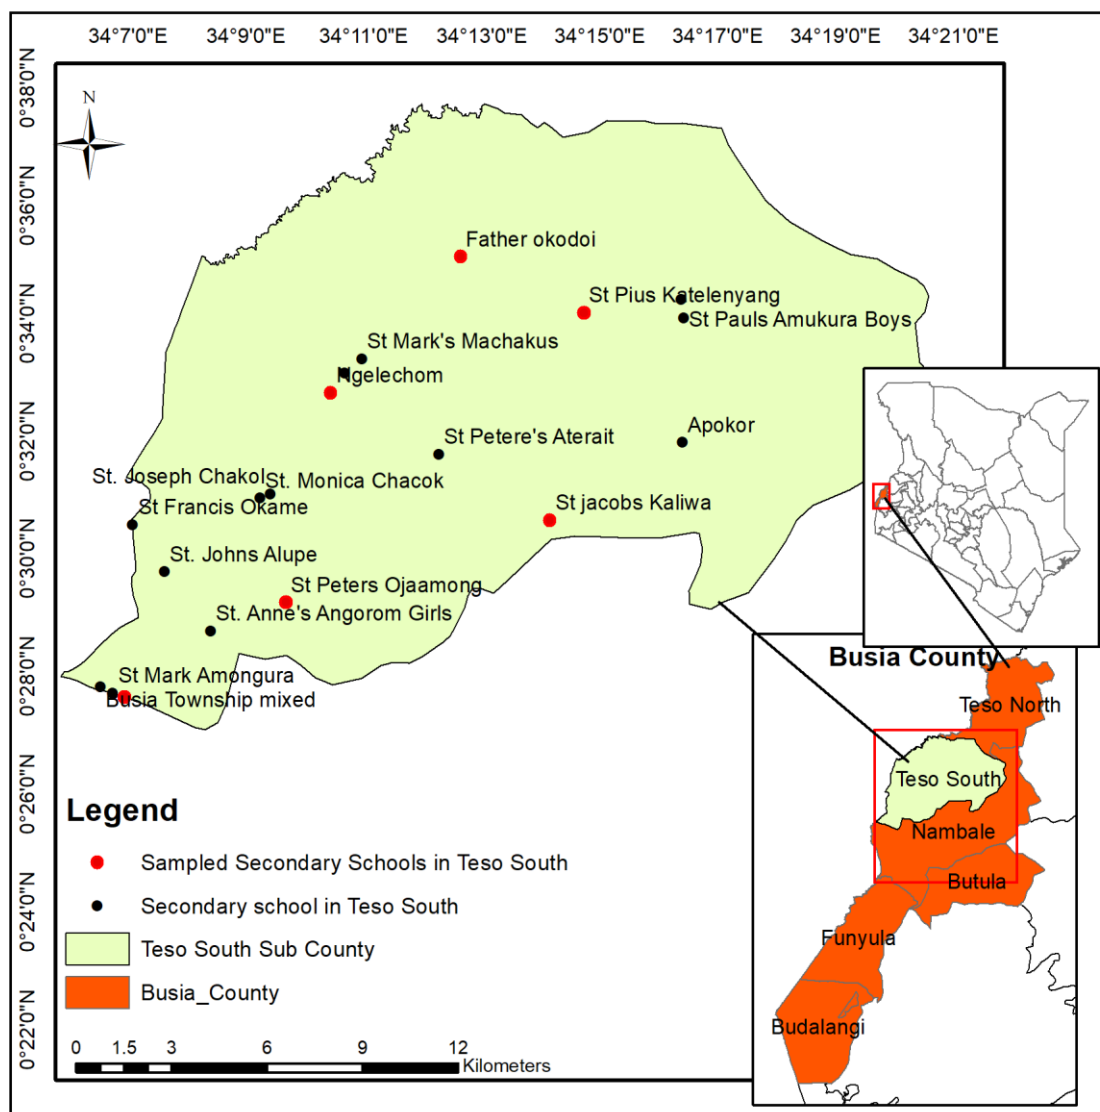 34°7'0"E 34°9'0"E 34°11'0"E 34°13'0"E 34°15'0"E 34°17'0"E 34°19'0"E 34°21'0"E
0°38'0"N
0°36'0"N
0°34'0"N
0°32'0"N
0°30'0"N
0°28'0"N
0°26'0"N
0°24'0"N
0°22'0"N
N
Father okodoi
St Pius Katelenyang
St Pauls Amukura Boys
St Mark's Machakus
Ngelechom
Apokor
St Petere's Aterait
St. Joseph Chakol
St. Monica Chacok
St jacobs Kaliwa
St Francis Okame
St. Johns Alupe
St Peters Ojaamong
St. Anne's Angorom Girls
St Mark Amongura
Busia Township mixed
Busia County
Teso North
Teso South
Nambale
Butula
Funyula
Budalangi
Legend
Sampled Secondary Schools in Teso South
Secondary school in Teso South
Teso South Sub County
Busia_County
0 1.5 3 6 9 12
Kilometers